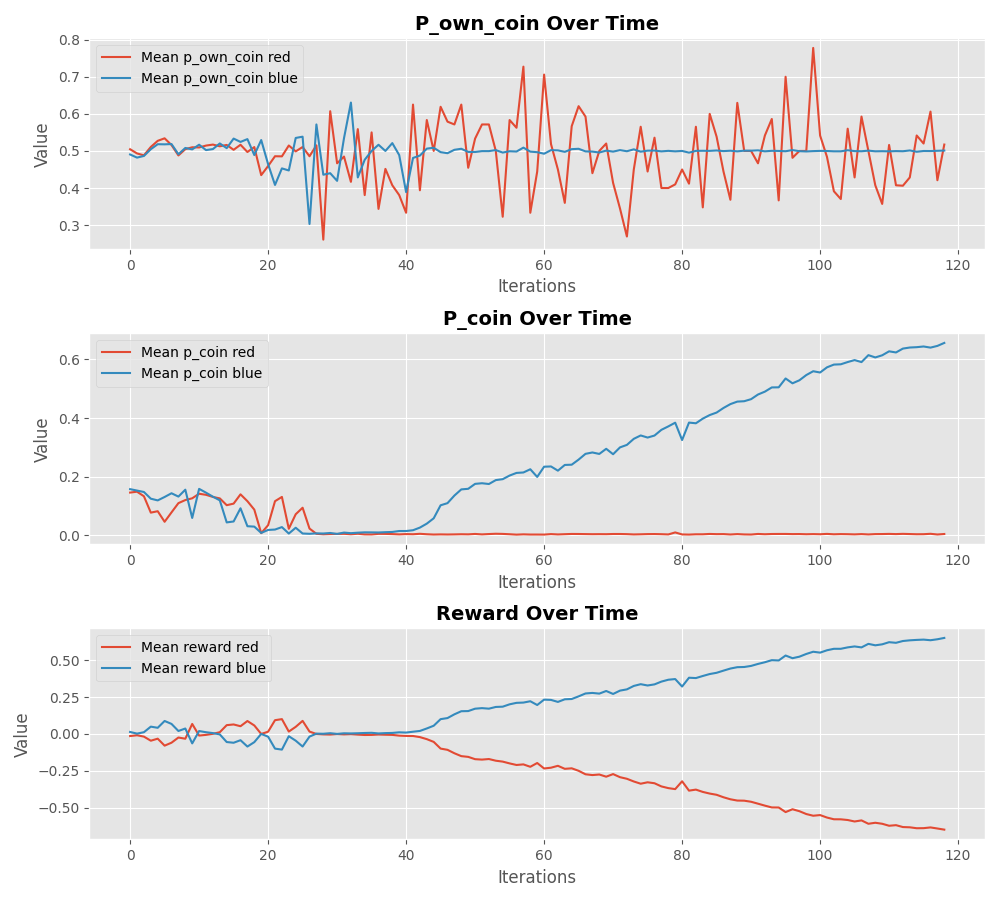 P_own_coin Over Time
Value
0.8
0.7
0.6
0.5
0.4
0.3
Mean p_own_coin red
Mean p_own_coin blue
0 20 40 60 80 100 120
Iterations
P_coin Over Time
Value
0.6
0.4
0.2
0.0
Mean p_coin red
Mean p_coin blue
0 20 40 60 80 100 120
Iterations
Reward Over Time
Value
0.50
0.25
0.00
−0.25
−0.50
Mean reward red
Mean reward blue
0 20 40 60 80 100 120
Iterations